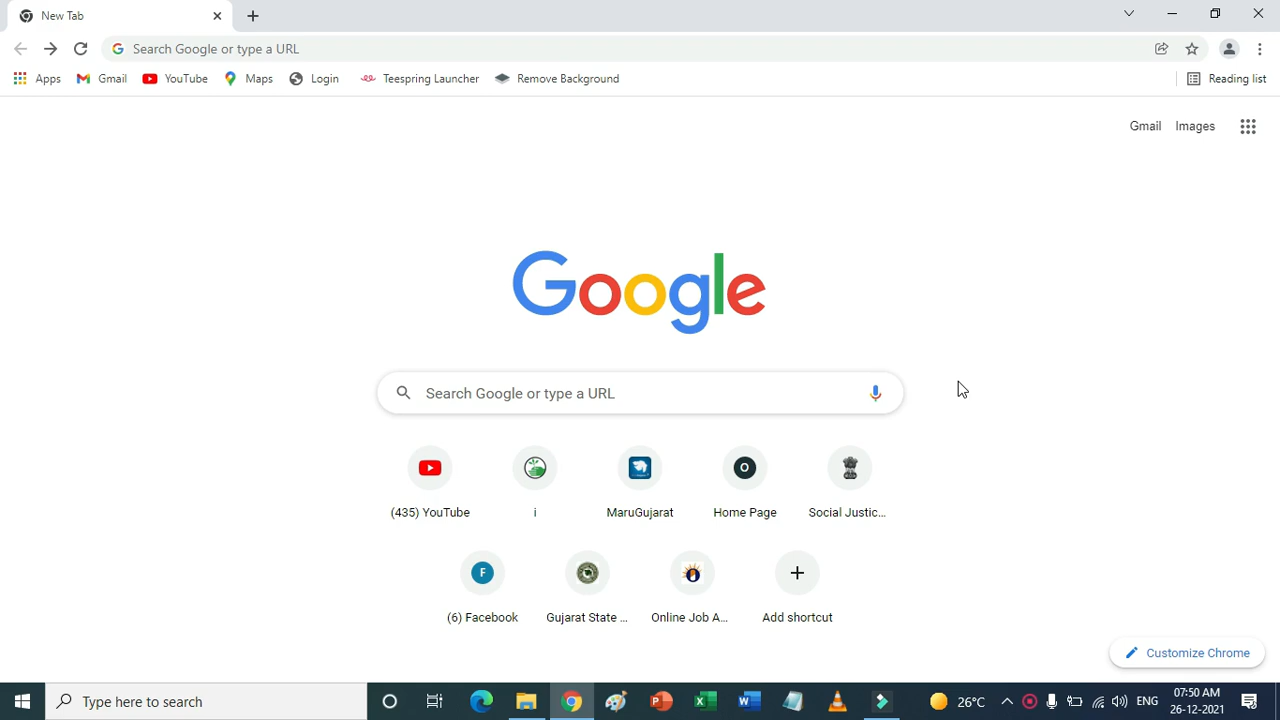 New Tab
Search Google or type a URL
Apps Gmail YouTube Maps Login Teespring Launcher Remove Background Reading list
Gmail Images
Google
Search Google or type a URL
(435) YouTube i MaruGujarat Home Page Social Justic...
(6) Facebook Gujarat State ... Online Job A... Add shortcut
Customize Chrome
Type here to search 26°C ENG 07:50 AM
26-12-2021